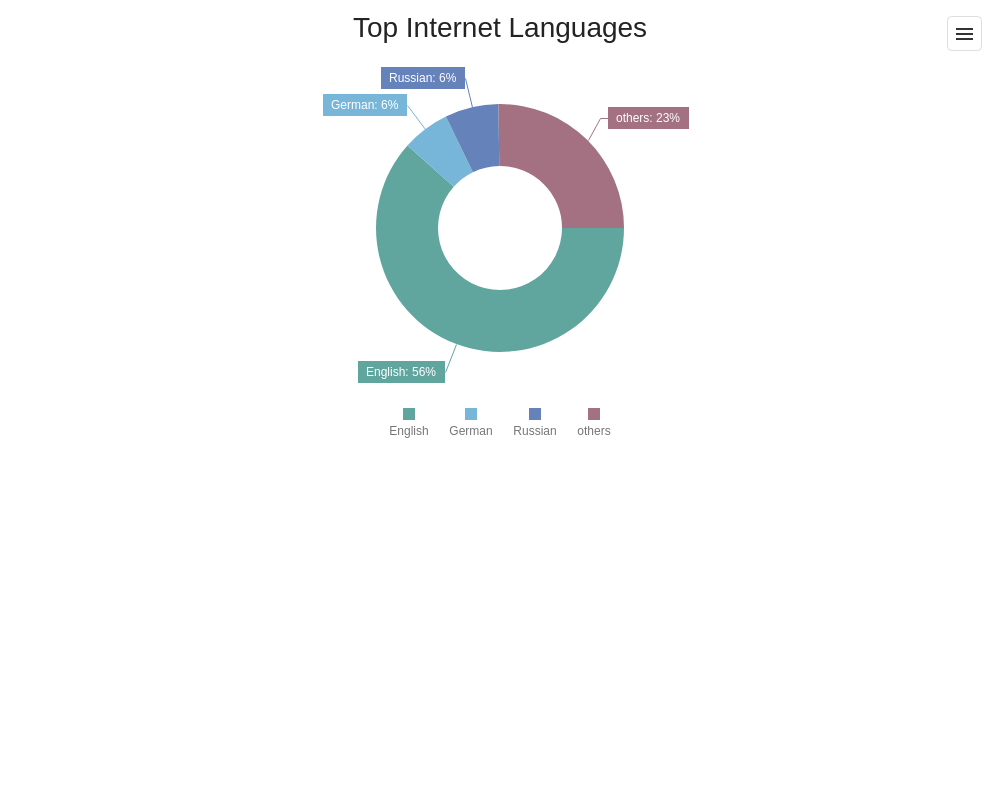 Top Internet Languages
Russian: 6%
German: 6%
others: 23%
English: 56%
English
German
Russian
others